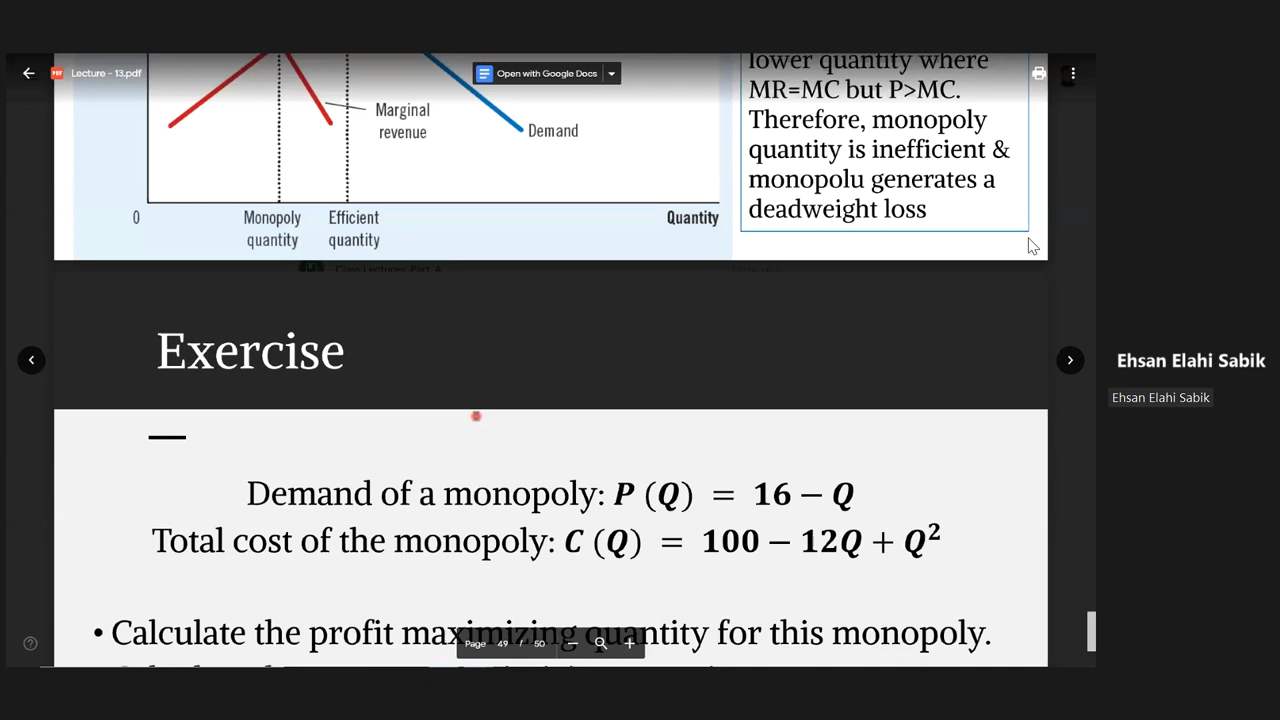 Lecture - 13.pdf
Open with Google Docs
lower quantity where
MR=MC but P>MC.
Therefore, monopoly
quantity is inefficient &
monopolu generates a
deadweight loss
Marginal
revenue
Demand
0
Monopoly
quantity
Efficient
quantity
Quantity
Class Lectures: Part 'A'
Exercise
Demand of a monopoly: P (Q) = 16 − Q
Total cost of the monopoly: C (Q) = 100 − 12Q + Q²
• Calculate the profit maximizing quantity for this monopoly.
Page 49 / 50
Ehsan Elahi Sabik
Ehsan Elahi Sabik